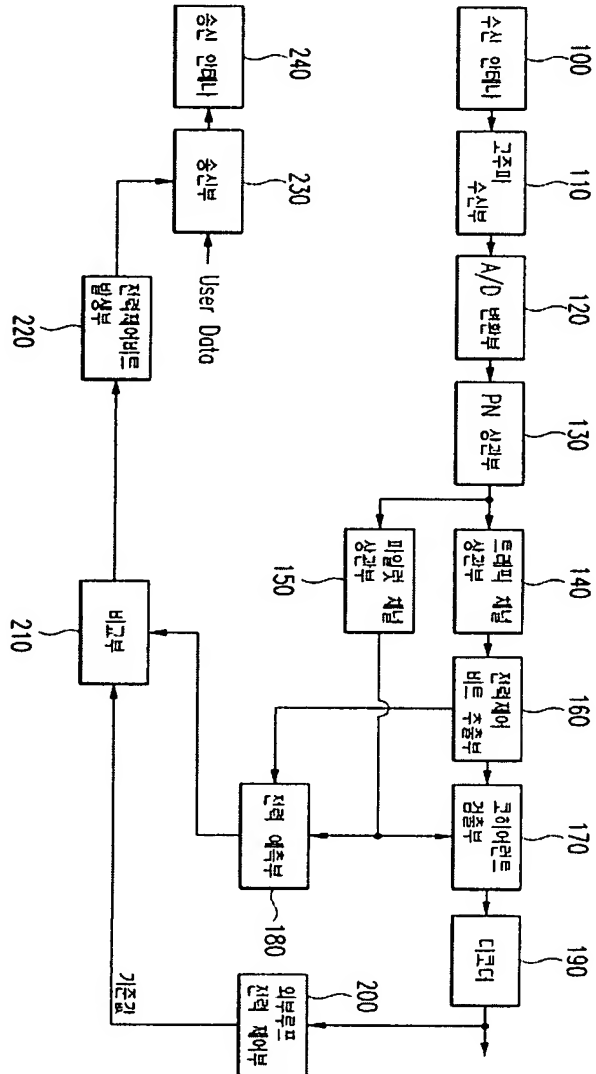 100
수신 안테나
110
고주파
수신부
120
A/D 변환부
130
PN 상관부
140
트래픽 채널
상관부
150
파일럿 채널
상관부
160
전력제어
비트 추출부
170
코히어런트
검출부
190
디코더
180
전력 예측부
200
외부루프
전력 제어부
기준값
210
비교부
220
전력제어비트
발생부
230
송신부
User Data
240
송신 안테나